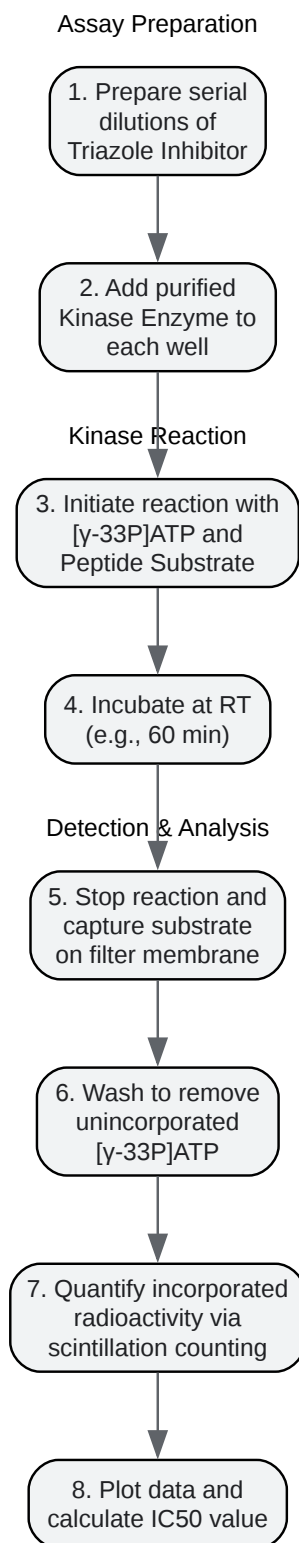 Assay Preparation
1. Prepare serial
dilutions of
Triazole Inhibitor
2. Add purified
Kinase Enzyme to
each well
Kinase Reaction
3. Initiate reaction with
[γ-33P]ATP and
Peptide Substrate
4. Incubate at RT
(e.g., 60 min)
Detection & Analysis
5. Stop reaction and
capture substrate
on filter membrane
6. Wash to remove
unincorporated
[γ-33P]ATP
7. Quantify incorporated
radioactivity via
scintillation counting
8. Plot data and
calculate IC50 value